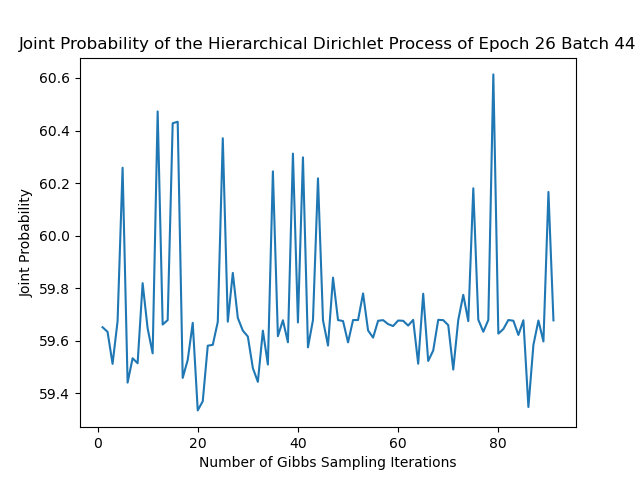 Joint Probability of the Hierarchical Dirichlet Process of Epoch 26 Batch 44
60.6
60.4
60.2
60.0
59.8
59.6
59.4
Joint Probability
0 20 40 60 80
Number of Gibbs Sampling Iterations